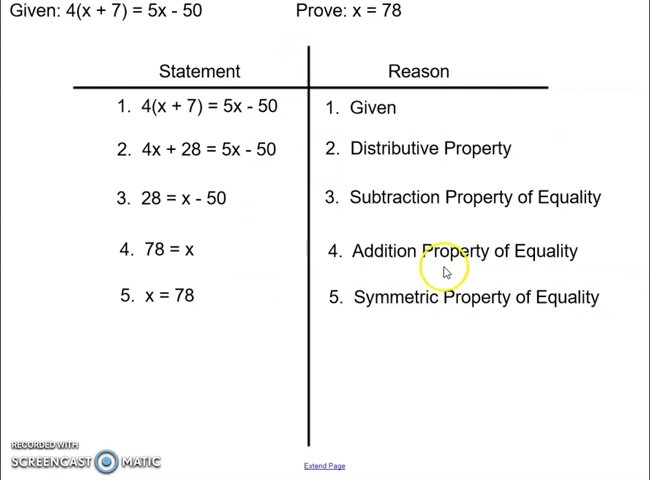 Given: 4(x + 7) = 5x - 50 Prove: x = 78
Statement Reason
1. 4(x + 7) = 5x - 50 1. Given
2. 4x + 28 = 5x - 50 2. Distributive Property
3. 28 = x - 50 3. Subtraction Property of Equality
4. 78 = x 4. Addition Property of Equality
5. x = 78 5. Symmetric Property of Equality
RECORDED WITH
SCREENCAST MATIC
Extend Page